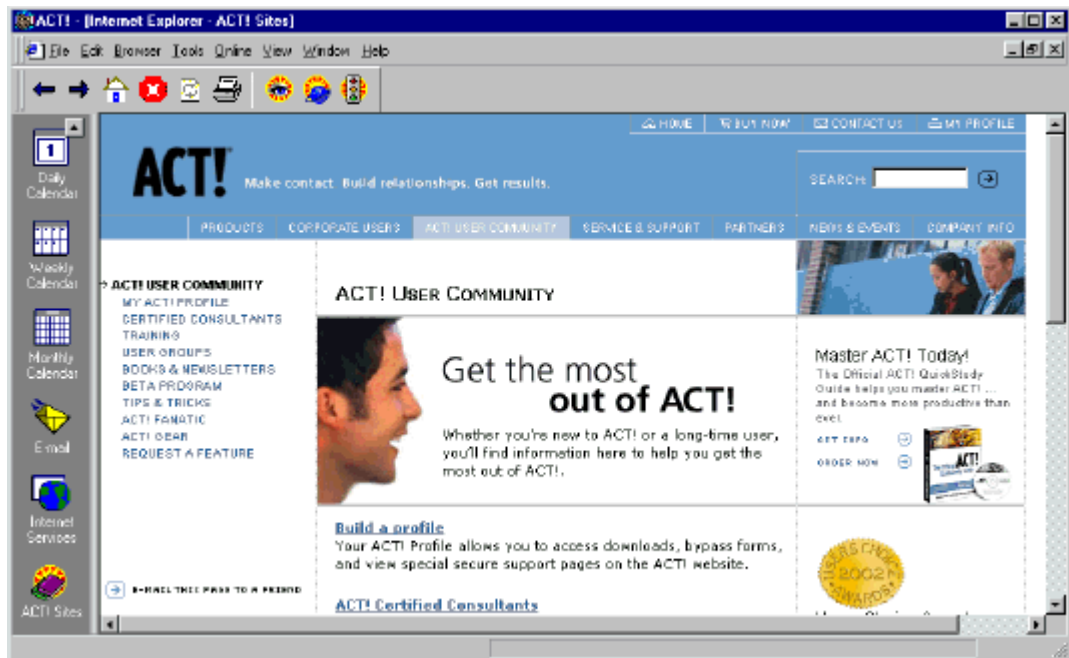 ACT! - [Internet Explorer - ACT! Sites]
File Edit Browser Tools Online View Window Help
HOME BUY NOW CONTACT US MY PROFILE
ACT! Make contact. Build relationships. Get results.
SEARCH:
PRODUCTS CORPORATE USERS ACT! USER COMMUNITY SERVICE & SUPPORT PARTNERS NEWS & EVENTS COMPANY INFO
1
Daily
Calendar
Weekly
Calendar
Monthly
Calendar
E-mail
Internet
Services
ACT! Sites
ACT! USER COMMUNITY
MY ACT! PROFILE
CERTIFIED CONSULTANTS
TRAINING
USER GROUPS
BOOKS & NEWSLETTERS
BETA PROGRAM
TIPS & TRICKS
ACT! FANATIC
ACT! GEAR
REQUEST A FEATURE
E-MAIL THIS PAGE TO A FRIEND
ACT! USER COMMUNITY
Get the most
out of ACT!
Whether you're new to ACT! or a long-time user,
you'll find information here to help you get the
most out of ACT!.
Build a profile
Your ACT! Profile allows you to access downloads, bypass forms,
and view special secure support pages on the ACT! website.
ACT! Certified Consultants
Master ACT! Today!
The Official ACT! QuickStudy
Guide helps you master ACT! ...
and become more productive than
ever.
GET INFO
ORDER NOW
ACT!
USERS CHOICE
2002
AWARDS